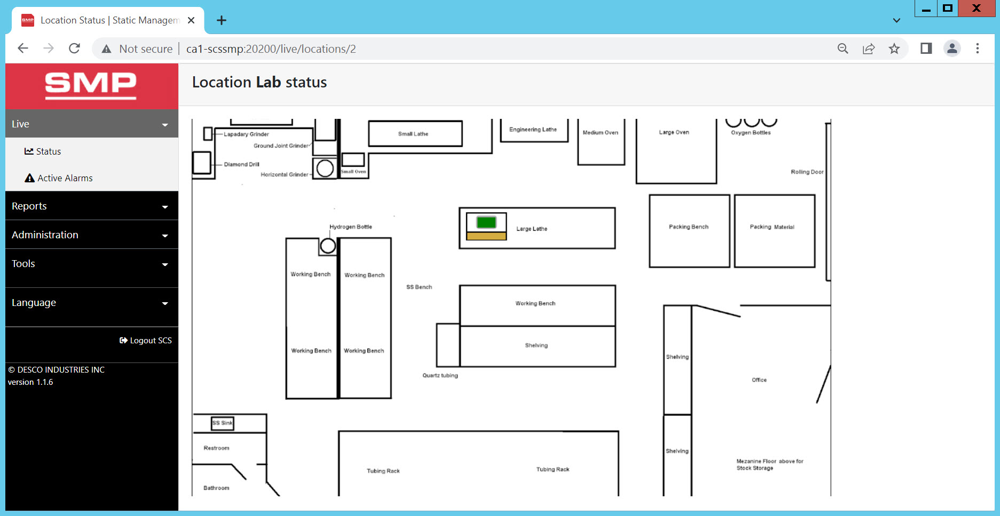 SMP
Location Status | Static Managem
Not secure
ca1-scssmp:20200/live/locations/2
SMP
Location Lab status
Live
Status
Active Alarms
Reports
Administration
Tools
Language
Logout SCS
© DESCO INDUSTRIES INC
version 1.1.6
Lapadary Grinder
Ground Joint Grinder
Diamond Drill
Horizontal Grinder
Small Oven
Small Lathe
Engineering Lathe
Medium Oven
Large Oven
Oxygen Bottles
Rolling Door
Hydrogen Bottle
Large Lathe
Packing Bench
Packing Material
Working Bench
Working Bench
SS Bench
Working Bench
Shelving
Working Bench
Working Bench
Quartz tubing
Shelving
Office
SS Sink
Restroom
Bathroom
Tubing Rack
Tubing Rack
Shelving
Mezanine Floor above for
Stock Storage